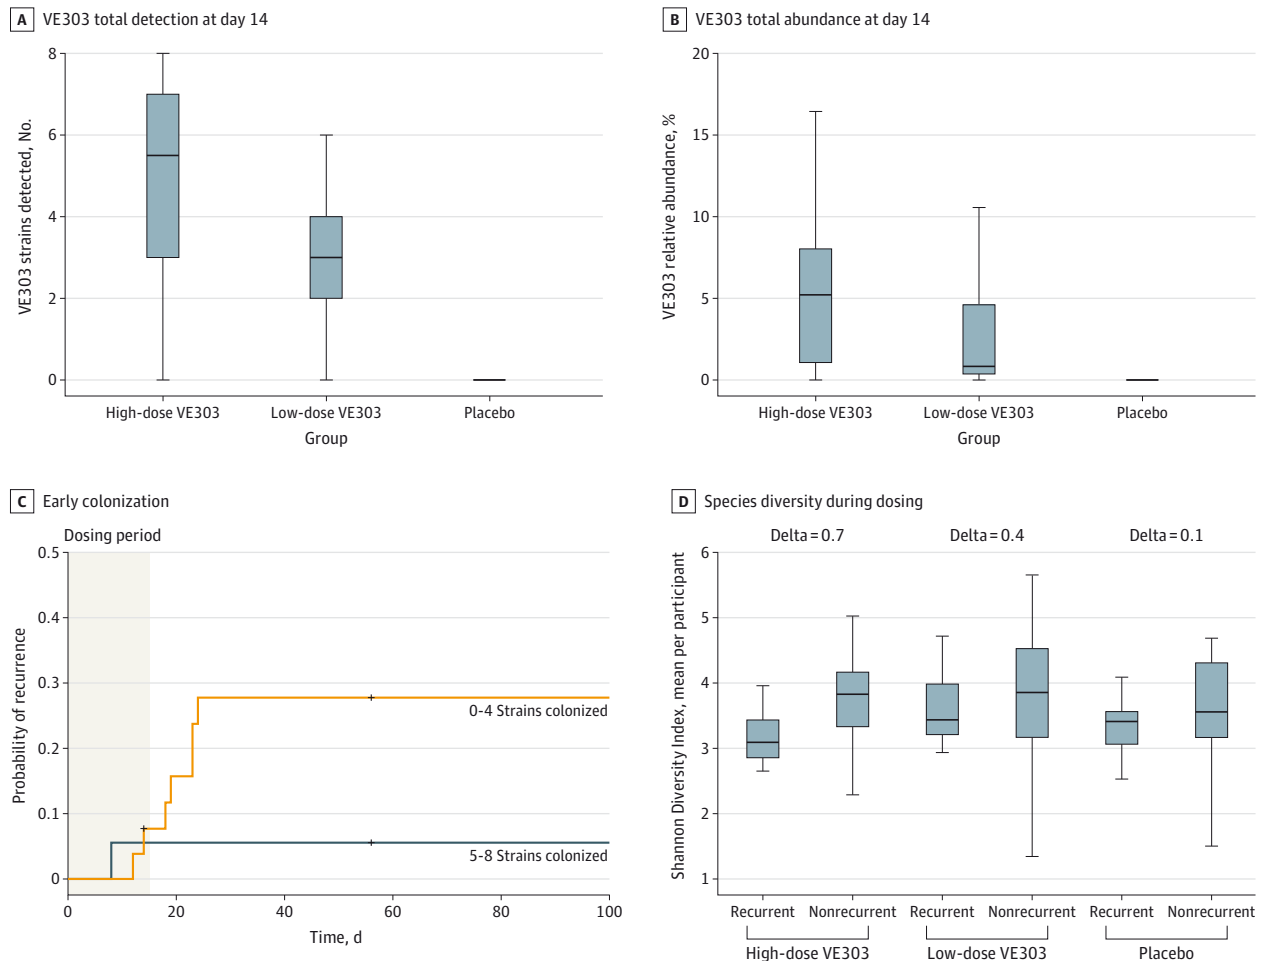 A VE303 total detection at day 14
VE303 strains detected, No.
8
6
4
2
0
High-dose VE303 Low-dose VE303 Placebo
Group
B VE303 total abundance at day 14
VE303 relative abundance, %
20
15
10
5
0
High-dose VE303 Low-dose VE303 Placebo
Group
C Early colonization
Dosing period
Probability of recurrence
0.5
0.4
0.3
0.2
0.1
0
0-4 Strains colonized
5-8 Strains colonized
0 20 40 60 80 100
Time, d
D Species diversity during dosing
Delta = 0.7 Delta = 0.4 Delta = 0.1
Shannon Diversity Index, mean per participant
6
5
4
3
2
1
Recurrent Nonrecurrent Recurrent Nonrecurrent Recurrent Nonrecurrent
High-dose VE303 Low-dose VE303 Placebo